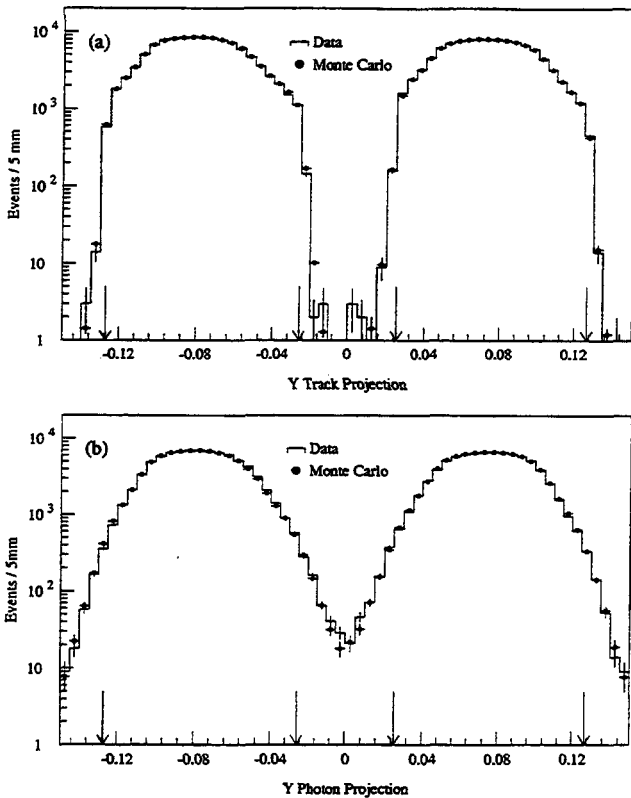 (a)
Data
Monte Carlo
Events / 5 mm
10⁴
10³
10²
10
1
-0.12
-0.08
-0.04
0
0.04
0.08
0.12
Y Track Projection
(b)
Data
Monte Carlo
Events / 5mm
10⁴
10³
10²
10
1
-0.12
-0.08
-0.04
0
0.04
0.08
0.12
Y Photon Projection